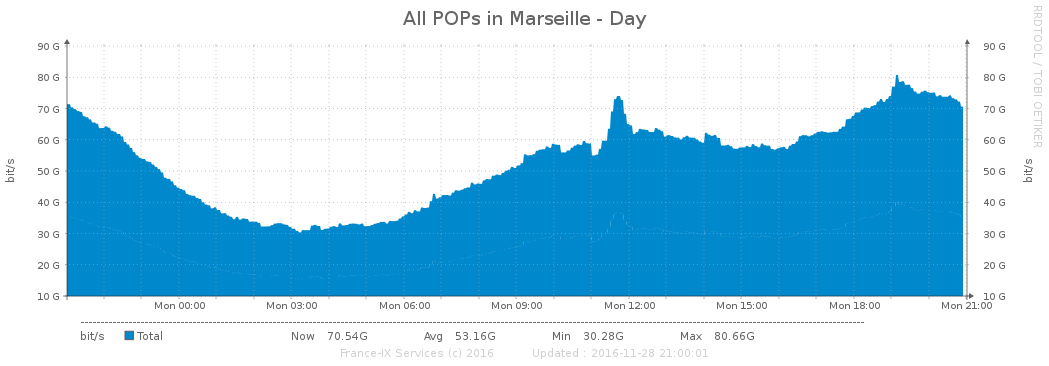 All POPs in Marseille - Day
RRDTOOL / TOBI OETIKER
90 G 90 G
80 G 80 G
70 G 70 G
60 G 60 G
50 G 50 G
40 G 40 G
30 G 30 G
20 G 20 G
10 G 10 G
bit/s bit/s
Mon 00:00 Mon 03:00 Mon 06:00 Mon 09:00 Mon 12:00 Mon 15:00 Mon 18:00 Mon 21:00
bit/s Total Now 70.54G Avg 53.16G Min 30.28G Max 80.66G
France-IX Services (c) 2016 Updated : 2016-11-28 21:00:01